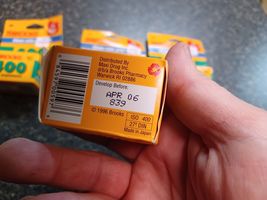 Distributed By
Maxi Drug Inc.
d/b/a Brooks Pharmacy
Warwick RI 02886
Develop Before:
APR 06
839
© 1996 Brooks
ISO 400
27° DIN
Made in Japan
400